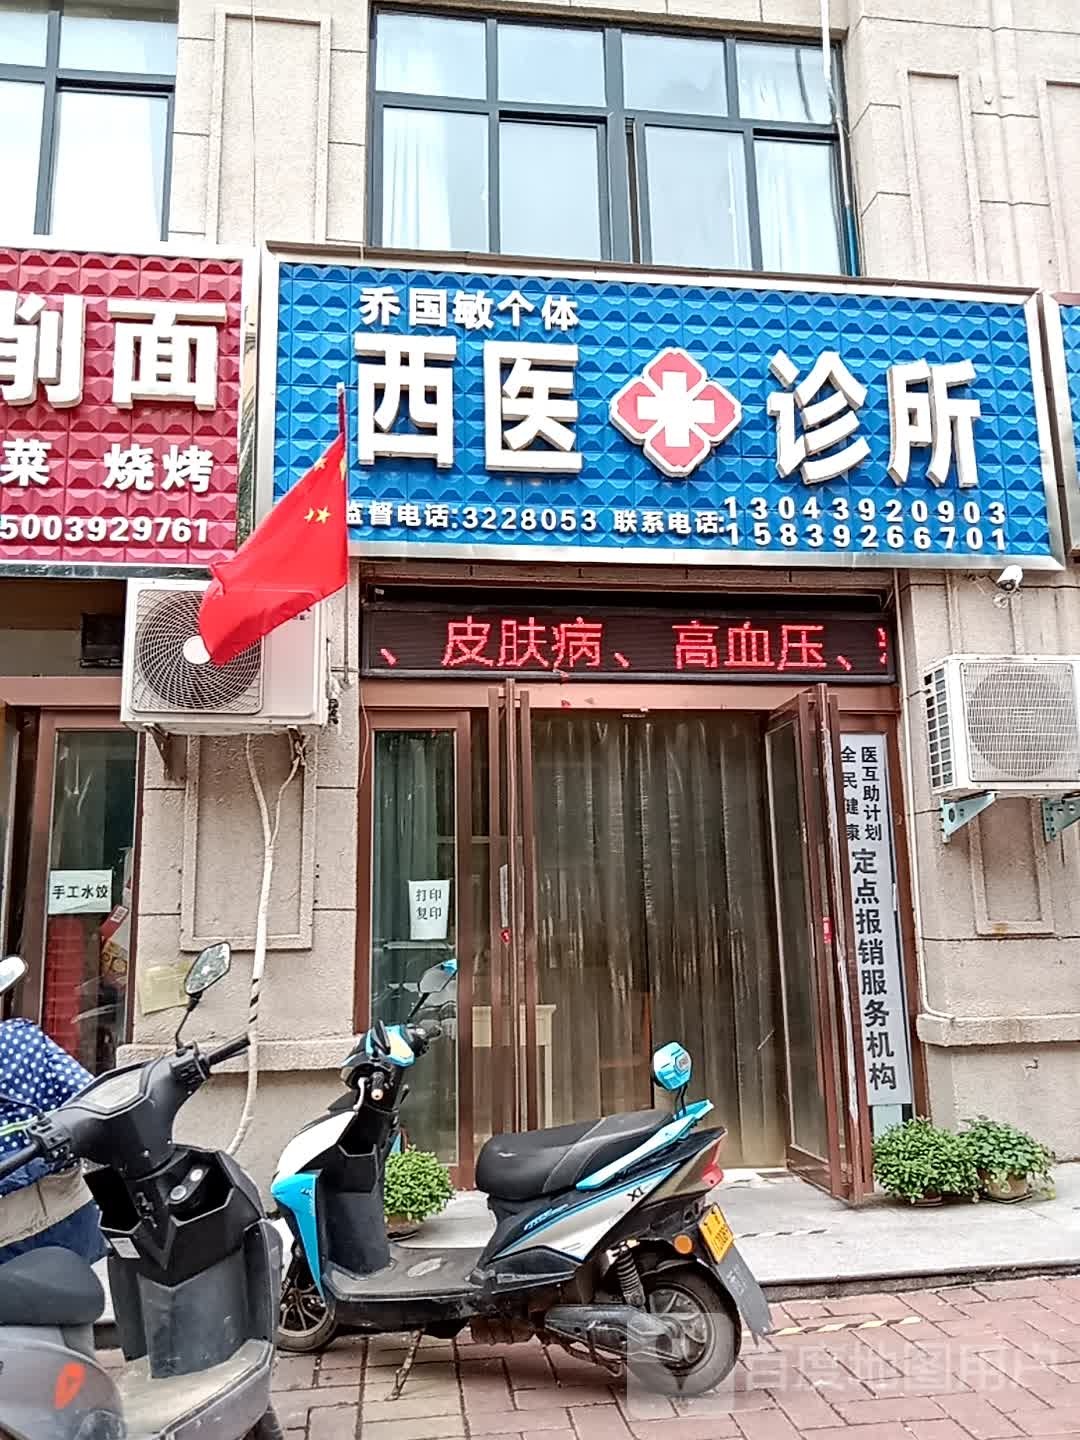 削面
菜 烧烤
5003929761
乔国敏个体
西医诊所
监督电话:3228053 联系电话:
13043920903
15839266701
、皮肤病、高血压、
手工水饺
打印
复印
全民健康
医互助计划
定点报销服务机构
XL
百度地图用户